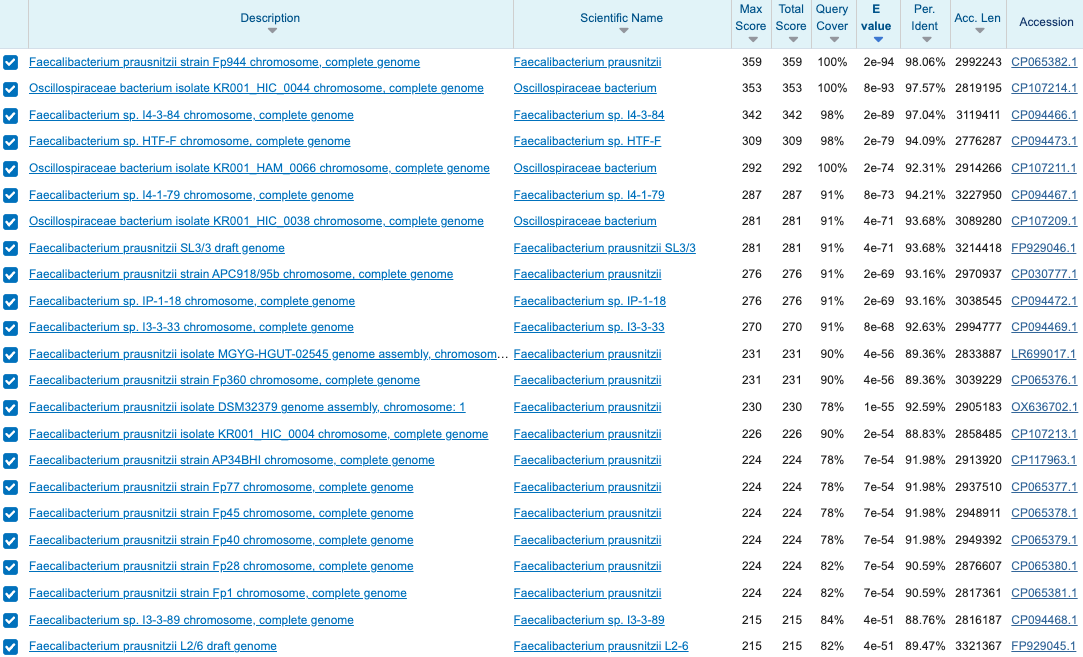 Description Scientific Name Max Score Total Score Query Cover E value Per. Ident Acc. Len Accession
Faecalibacterium prausnitzii strain Fp944 chromosome, complete genome Faecalibacterium prausnitzii 359 359 100% 2e-94 98.06% 2992243 CP065382.1
Oscillospiraceae bacterium isolate KR001_HIC_0044 chromosome, complete genome Oscillospiraceae bacterium 353 353 100% 8e-93 97.57% 2819195 CP107214.1
Faecalibacterium sp. I4-3-84 chromosome, complete genome Faecalibacterium sp. I4-3-84 342 342 98% 2e-89 97.04% 3119411 CP094466.1
Faecalibacterium sp. HTF-F chromosome, complete genome Faecalibacterium sp. HTF-F 309 309 98% 2e-79 94.09% 2776287 CP094473.1
Oscillospiraceae bacterium isolate KR001_HAM_0066 chromosome, complete genome Oscillospiraceae bacterium 292 292 100% 2e-74 92.31% 2914266 CP107211.1
Faecalibacterium sp. I4-1-79 chromosome, complete genome Faecalibacterium sp. I4-1-79 287 287 91% 8e-73 94.21% 3227950 CP094467.1
Oscillospiraceae bacterium isolate KR001_HIC_0038 chromosome, complete genome Oscillospiraceae bacterium 281 281 91% 4e-71 93.68% 3089280 CP107209.1
Faecalibacterium prausnitzii SL3/3 draft genome Faecalibacterium prausnitzii SL3/3 281 281 91% 4e-71 93.68% 3214418 FP929046.1
Faecalibacterium prausnitzii strain APC918/95b chromosome, complete genome Faecalibacterium prausnitzii 276 276 91% 2e-69 93.16% 2970937 CP030777.1
Faecalibacterium sp. IP-1-18 chromosome, complete genome Faecalibacterium sp. IP-1-18 276 276 91% 2e-69 93.16% 3038545 CP094472.1
Faecalibacterium sp. I3-3-33 chromosome, complete genome Faecalibacterium sp. I3-3-33 270 270 91% 8e-68 92.63% 2994777 CP094469.1
Faecalibacterium prausnitzii isolate MGYG-HGUT-02545 genome assembly, chromosom... Faecalibacterium prausnitzii 231 231 90% 4e-56 89.36% 2833887 LR699017.1
Faecalibacterium prausnitzii strain Fp360 chromosome, complete genome Faecalibacterium prausnitzii 231 231 90% 4e-56 89.36% 3039229 CP065376.1
Faecalibacterium prausnitzii isolate DSM32379 genome assembly, chromosome: 1 Faecalibacterium prausnitzii 230 230 78% 1e-55 92.59% 2905183 OX636702.1
Faecalibacterium prausnitzii isolate KR001_HIC_0004 chromosome, complete genome Faecalibacterium prausnitzii 226 226 90% 2e-54 88.83% 2858485 CP107213.1
Faecalibacterium prausnitzii strain AP34BHI chromosome, complete genome Faecalibacterium prausnitzii 224 224 78% 7e-54 91.98% 2913920 CP117963.1
Faecalibacterium prausnitzii strain Fp77 chromosome, complete genome Faecalibacterium prausnitzii 224 224 78% 7e-54 91.98% 2937510 CP065377.1
Faecalibacterium prausnitzii strain Fp45 chromosome, complete genome Faecalibacterium prausnitzii 224 224 78% 7e-54 91.98% 2948911 CP065378.1
Faecalibacterium prausnitzii strain Fp40 chromosome, complete genome Faecalibacterium prausnitzii 224 224 78% 7e-54 91.98% 2949392 CP065379.1
Faecalibacterium prausnitzii strain Fp28 chromosome, complete genome Faecalibacterium prausnitzii 224 224 82% 7e-54 90.59% 2876607 CP065380.1
Faecalibacterium prausnitzii strain Fp1 chromosome, complete genome Faecalibacterium prausnitzii 224 224 82% 7e-54 90.59% 2817361 CP065381.1
Faecalibacterium sp. I3-3-89 chromosome, complete genome Faecalibacterium sp. I3-3-89 215 215 84% 4e-51 88.76% 2816187 CP094468.1
Faecalibacterium prausnitzii L2/6 draft genome Faecalibacterium prausnitzii L2-6 215 215 82% 4e-51 89.47% 3321367 FP929045.1